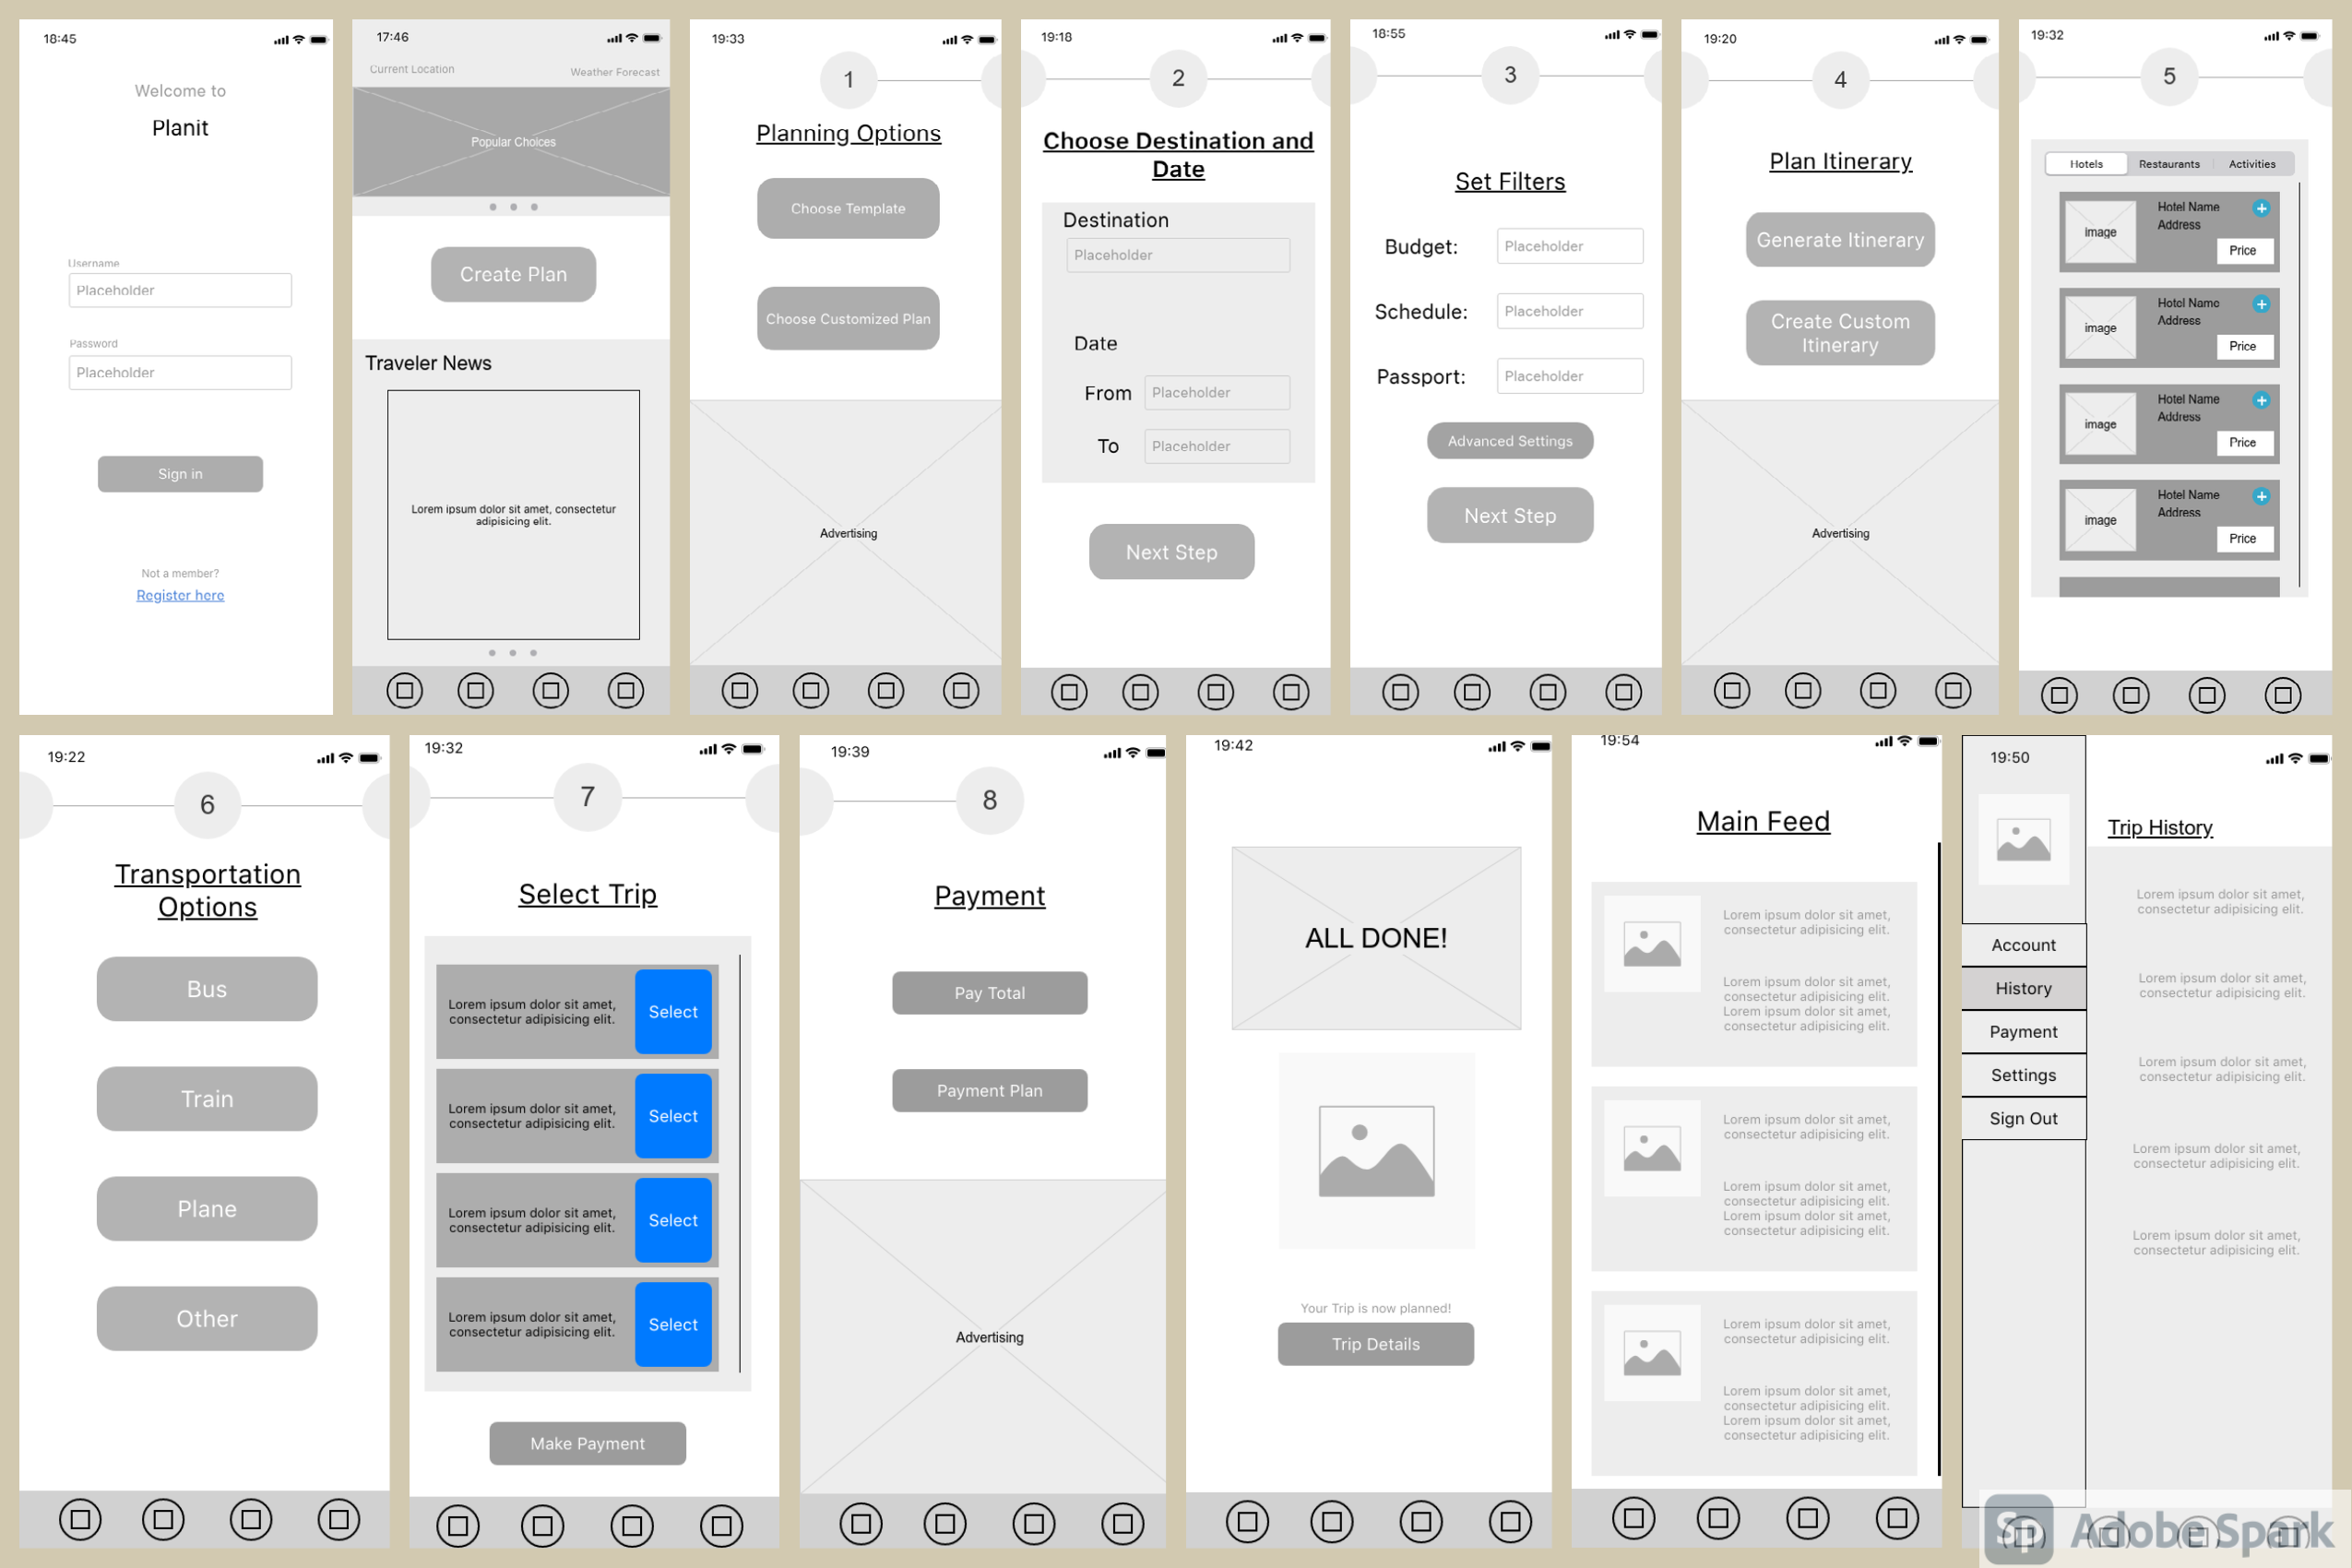 18:45
Welcome to
Planit
Username
Placeholder
Password
Placeholder
Sign in
Not a member?
Register here
17:46
Current Location
Weather Forecast
Popular Choices
Create Plan
Traveler News
Lorem ipsum dolor sit amet, consectetur
adipisicing elit.
19:33
1
Planning Options
Choose Template
Choose Customized Plan
Advertising
19:18
2
Choose Destination and
Date
Destination
Placeholder
Date
From
Placeholder
To
Placeholder
Next Step
18:55
3
Set Filters
Budget:
Placeholder
Schedule:
Placeholder
Passport:
Placeholder
Advanced Settings
Next Step
19:20
4
Plan Itinerary
Generate Itinerary
Create Custom
Itinerary
Advertising
19:32
5
Hotels
Restaurants
Activities
image
Hotel Name
Address
Price
image
Hotel Name
Address
Price
image
Hotel Name
Address
Price
image
Hotel Name
Address
Price
19:22
6
Transportation
Options
Bus
Train
Plane
Other
19:32
7
Select Trip
Lorem ipsum dolor sit amet,
consectetur adipisicing elit.
Select
Lorem ipsum dolor sit amet,
consectetur adipisicing elit.
Select
Lorem ipsum dolor sit amet,
consectetur adipisicing elit.
Select
Lorem ipsum dolor sit amet,
consectetur adipisicing elit.
Select
Make Payment
19:39
8
Payment
Pay Total
Payment Plan
Advertising
19:42
ALL DONE!
Your Trip is now planned!
Trip Details
19:54
Main Feed
Lorem ipsum dolor sit amet,
consectetur adipisicing elit.
Lorem ipsum dolor sit amet,
consectetur adipisicing elit.
Lorem ipsum dolor sit amet,
consectetur adipisicing elit.
Lorem ipsum dolor sit amet,
consectetur adipisicing elit.
Lorem ipsum dolor sit amet,
consectetur adipisicing elit.
Lorem ipsum dolor sit amet,
consectetur adipisicing elit.
Lorem ipsum dolor sit amet,
consectetur adipisicing elit.
Lorem ipsum dolor sit amet,
consectetur adipisicing elit.
Lorem ipsum dolor sit amet,
consectetur adipisicing elit.
19:50
Account
History
Payment
Settings
Sign Out
Trip History
Lorem ipsum dolor sit amet,
consectetur adipisicing elit.
Lorem ipsum dolor sit amet,
consectetur adipisicing elit.
Lorem ipsum dolor sit amet,
consectetur adipisicing elit.
Lorem ipsum dolor sit amet,
consectetur adipisicing elit.
Lorem ipsum dolor sit amet,
consectetur adipisicing elit.
Sp
Adobe Spark